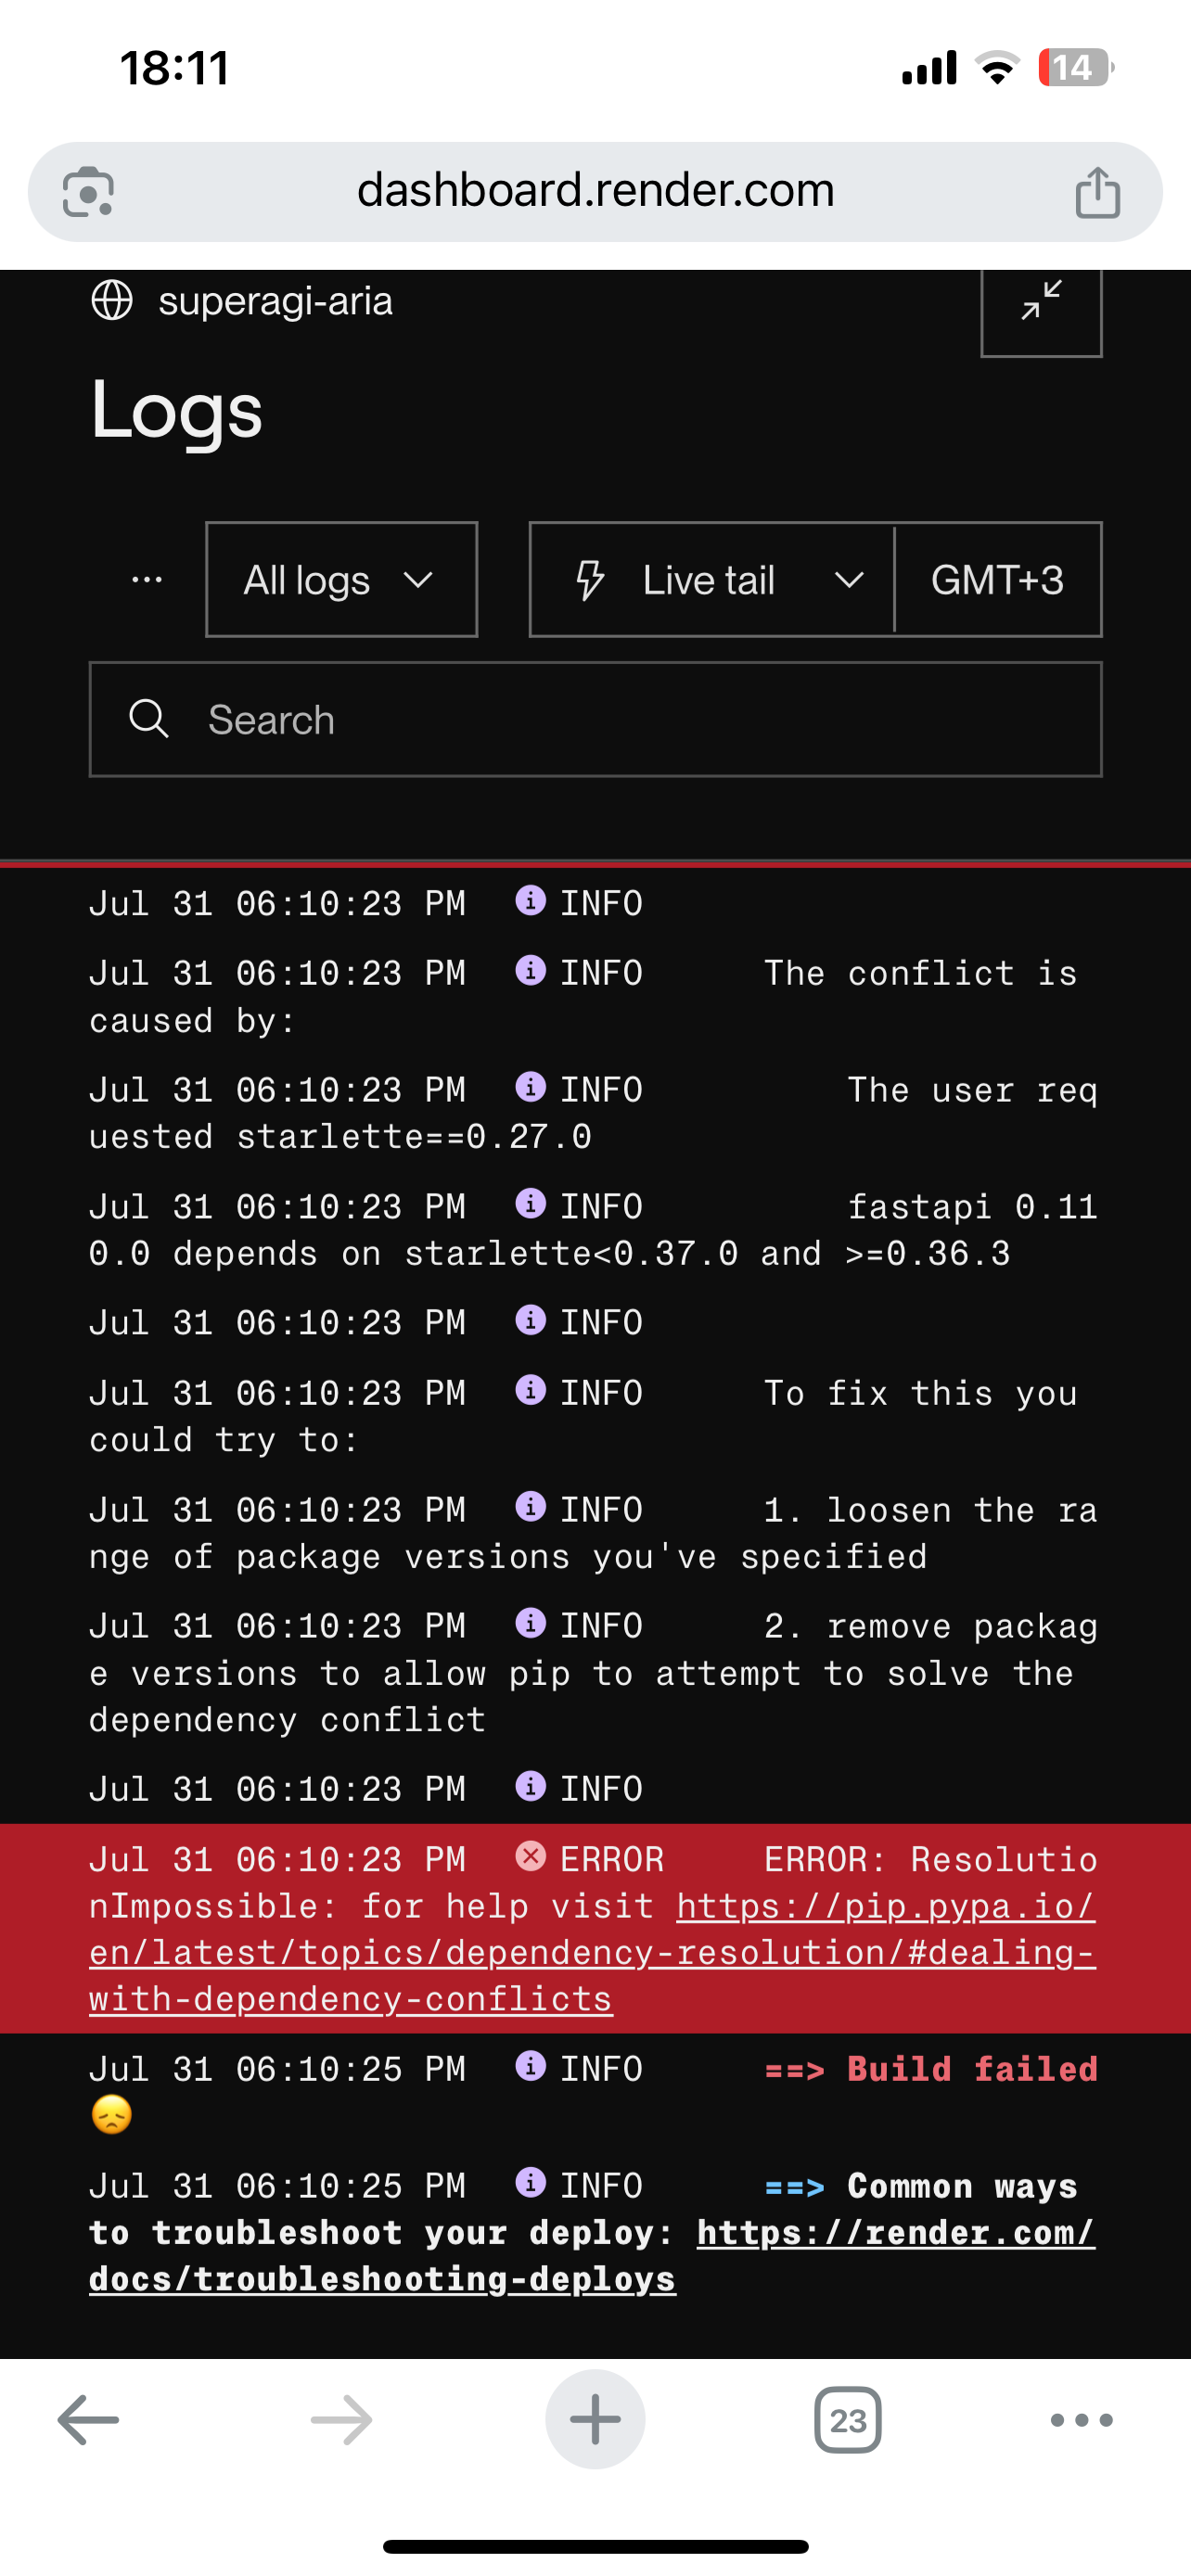 18:11
14
dashboard.render.com
superagi-aria
Logs
All logs
Live tail
GMT+3
Search
Jul 31 06:10:23 PM INFO
Jul 31 06:10:23 PM INFO The conflict is
caused by:
Jul 31 06:10:23 PM INFO The user req
uested starlette==0.27.0
Jul 31 06:10:23 PM INFO fastapi 0.11
0.0 depends on starlette<0.37.0 and >=0.36.3
Jul 31 06:10:23 PM INFO
Jul 31 06:10:23 PM INFO To fix this you
could try to:
Jul 31 06:10:23 PM INFO 1. loosen the ra
nge of package versions you've specified
Jul 31 06:10:23 PM INFO 2. remove packag
e versions to allow pip to attempt to solve the
dependency conflict
Jul 31 06:10:23 PM INFO
Jul 31 06:10:23 PM ERROR ERROR: Resolutio
nImpossible: for help visit https://pip.pypa.io/
en/latest/topics/dependency-resolution/#dealing-
with-dependency-conflicts
Jul 31 06:10:25 PM INFO ==> Build failed
😞
Jul 31 06:10:25 PM INFO ==> Common ways
to troubleshoot your deploy: https://render.com/
docs/troubleshooting-deploys
23